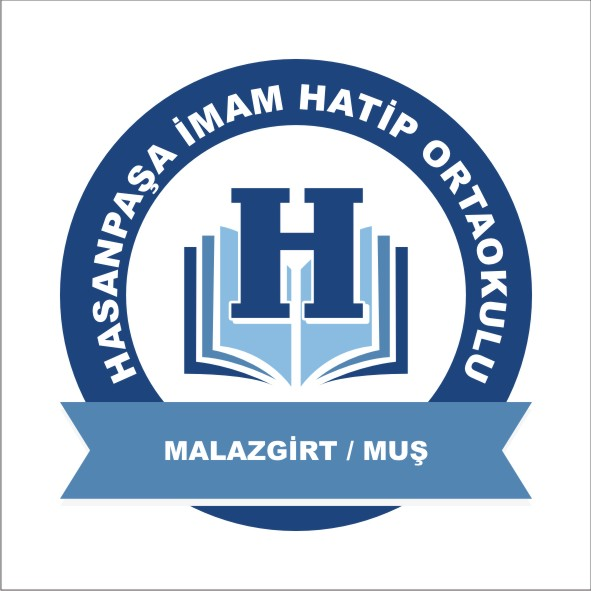 HASANPAŞA İMAM HATİP ORTAOKULU
H
MALAZGİRT / MUŞ